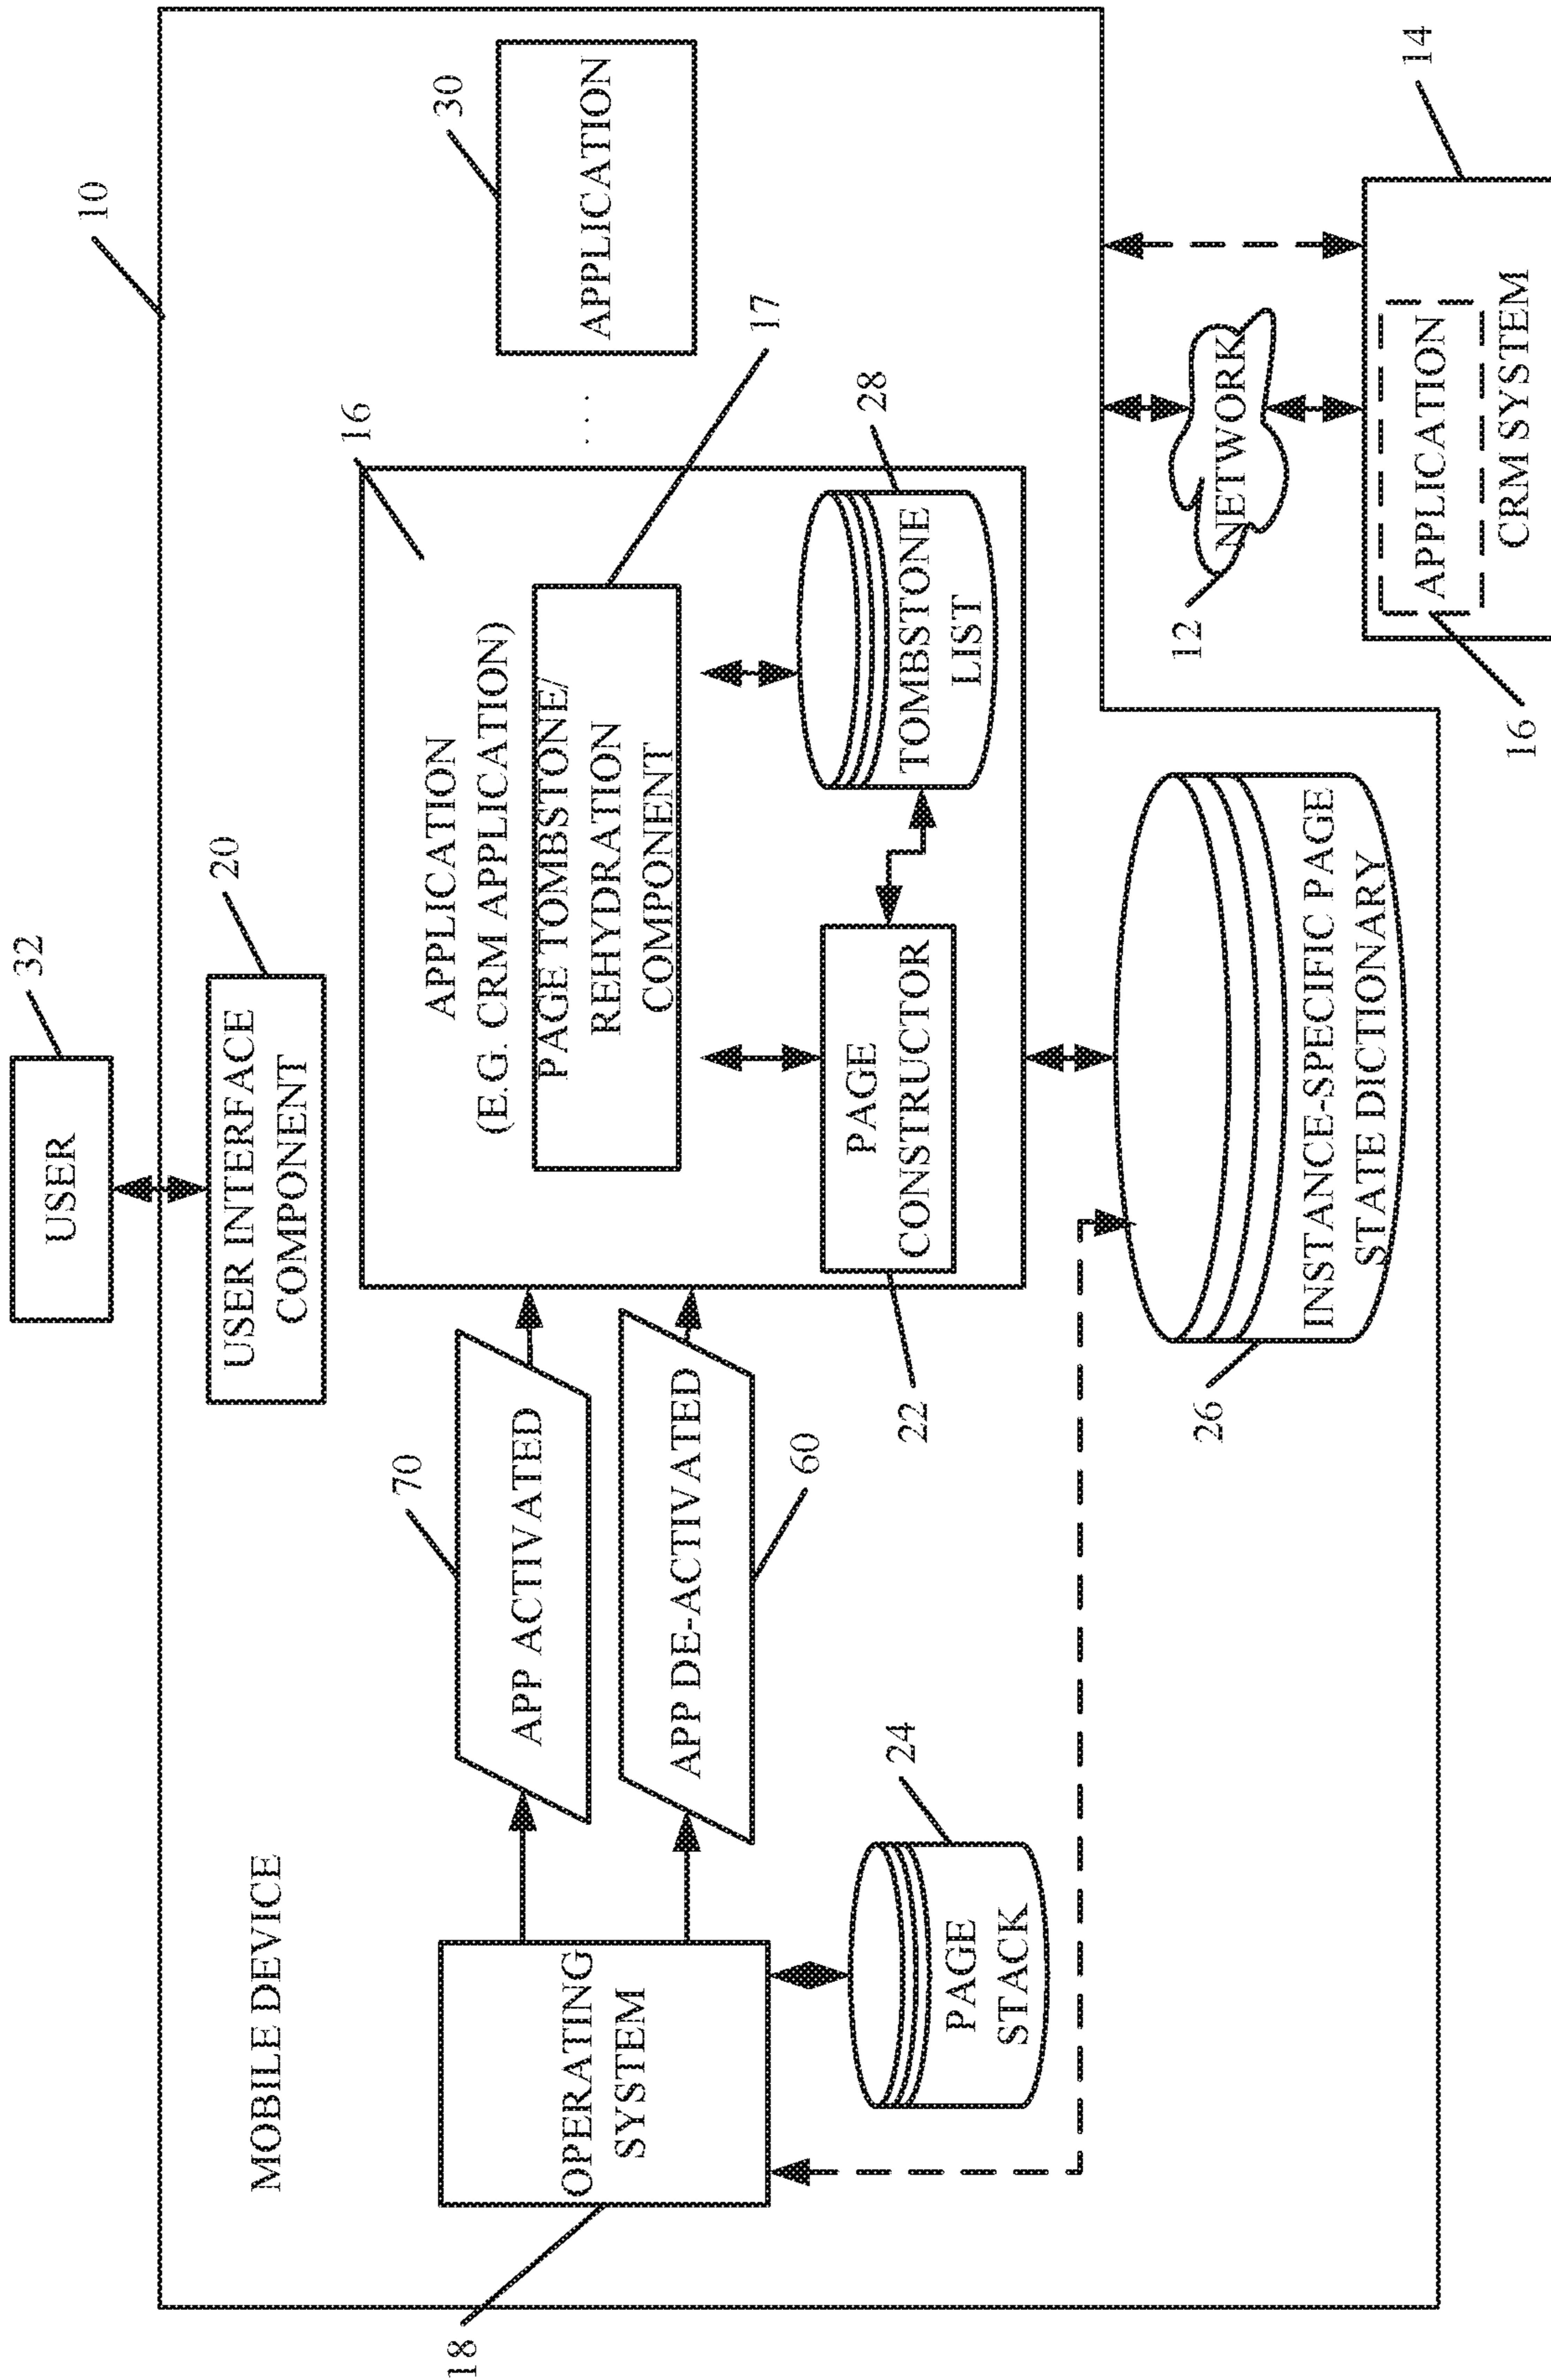 32
USER
10
20
USER INTERFACE
COMPONENT
MOBILE DEVICE
18
OPERATING
SYSTEM
24
PAGE
STACK
70
APP ACTIVATED
APP DE-ACTIVATED
60
16
APPLICATION
(E.G. CRM APPLICATION)
PAGE TOMBSTONE/
REHYDRATION
COMPONENT
17
PAGE
CONSTRUCTOR
22
28
TOMBSTONE
LIST
. . .
30
APPLICATION
26
INSTANCE-SPECIFIC PAGE
STATE DICTIONARY
12
NETWORK
14
16
APPLICATION
CRM SYSTEM